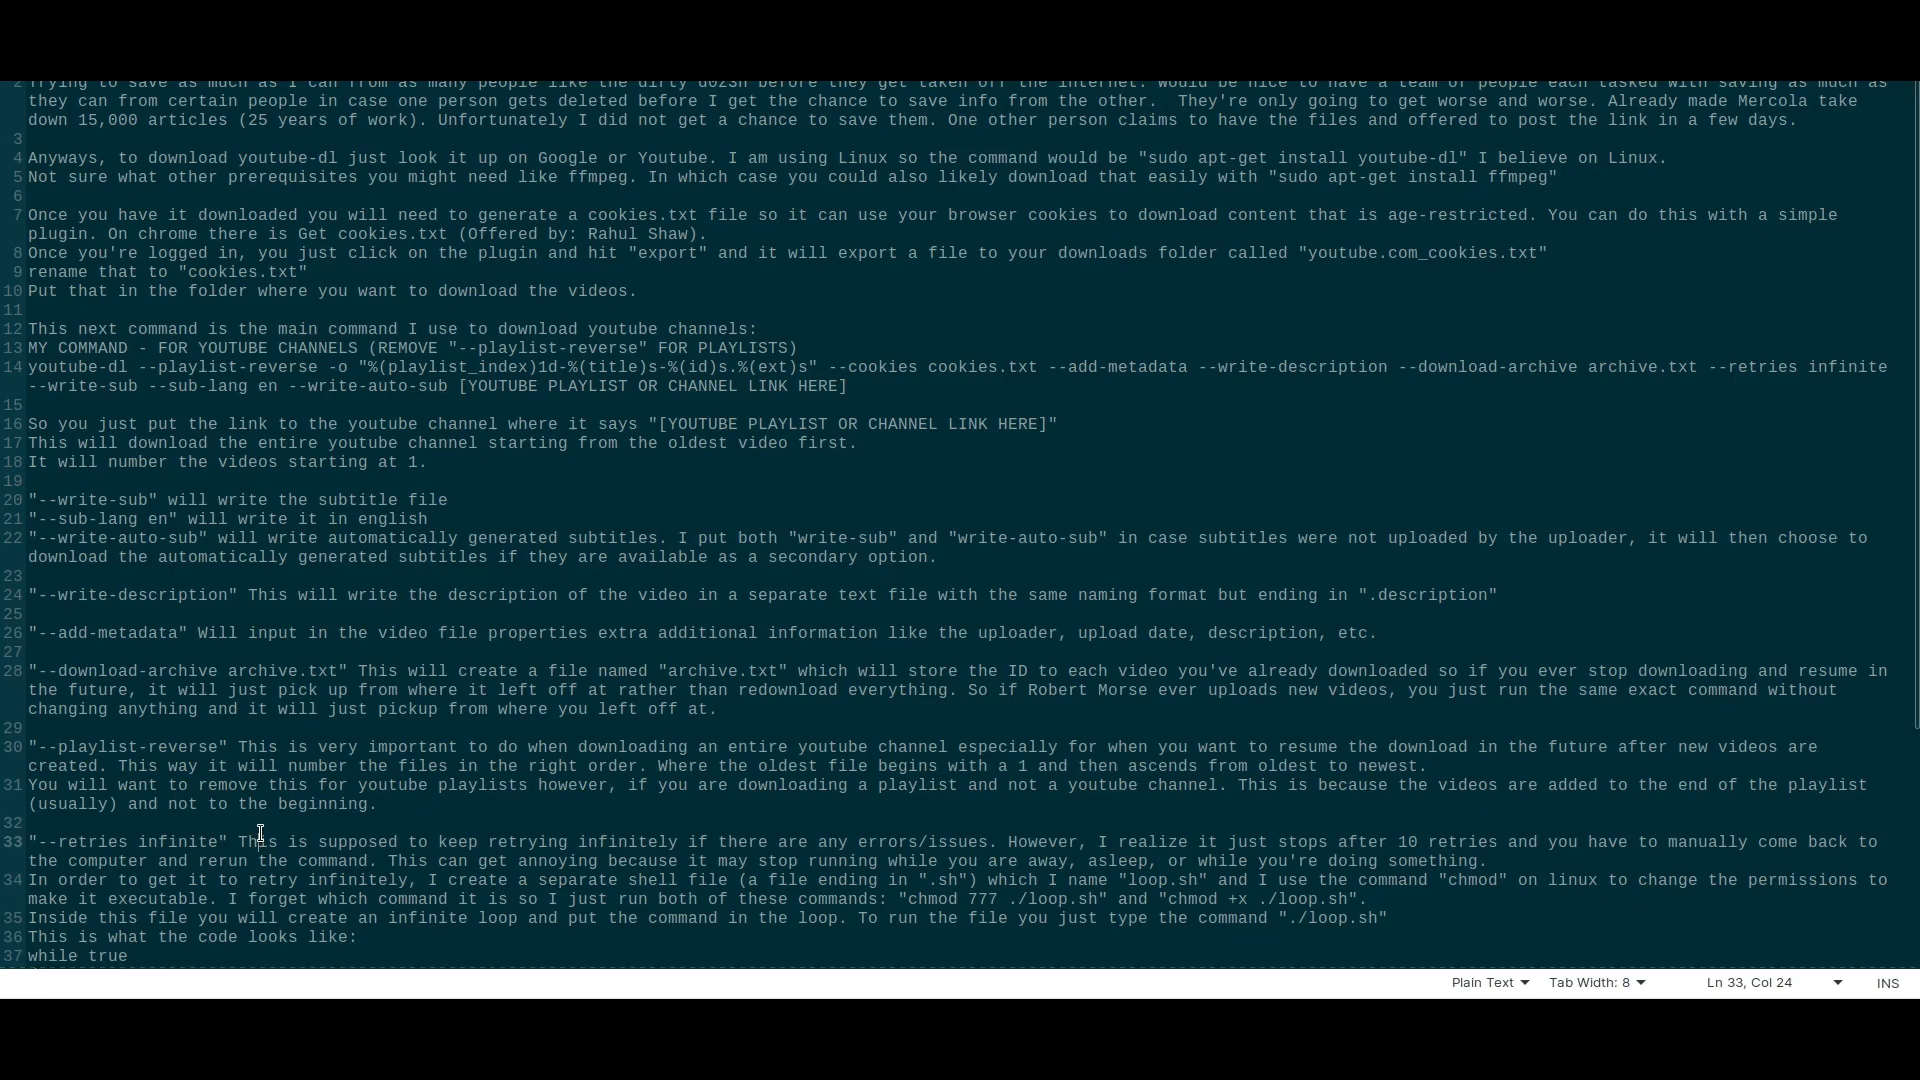 2 Trying to save as much as I can from as many people like the dirty d0z3n before they get taken off the internet. Would be nice to have a team of people each tasked with saving as much as
they can from certain people in case one person gets deleted before I get the chance to save info from the other.  They're only going to get worse and worse. Already made Mercola take
down 15,000 articles (25 years of work). Unfortunately I did not get a chance to save them. One other person claims to have the files and offered to post the link in a few days.
3
4 Anyways, to download youtube-dl just look it up on Google or Youtube. I am using Linux so the command would be "sudo apt-get install youtube-dl" I believe on Linux.
5 Not sure what other prerequisites you might need like ffmpeg. In which case you could also likely download that easily with "sudo apt-get install ffmpeg"
6
7 Once you have it downloaded you will need to generate a cookies.txt file so it can use your browser cookies to download content that is age-restricted. You can do this with a simple
plugin. On chrome there is Get cookies.txt (Offered by: Rahul Shaw).
8 Once you're logged in, you just click on the plugin and hit "export" and it will export a file to your downloads folder called "youtube.com_cookies.txt"
9 rename that to "cookies.txt"
10 Put that in the folder where you want to download the videos.
11
12 This next command is the main command I use to download youtube channels:
13 MY COMMAND - FOR YOUTUBE CHANNELS (REMOVE "--playlist-reverse" FOR PLAYLISTS)
14 youtube-dl --playlist-reverse -o "%(playlist_index)1d-%(title)s-%(id)s.%(ext)s" --cookies cookies.txt --add-metadata --write-description --download-archive archive.txt --retries infinite
--write-sub --sub-lang en --write-auto-sub [YOUTUBE PLAYLIST OR CHANNEL LINK HERE]
15
16 So you just put the link to the youtube channel where it says "[YOUTUBE PLAYLIST OR CHANNEL LINK HERE]"
17 This will download the entire youtube channel starting from the oldest video first.
18 It will number the videos starting at 1.
19
20 "--write-sub" will write the subtitle file
21 "--sub-lang en" will write it in english
22 "--write-auto-sub" will write automatically generated subtitles. I put both "write-sub" and "write-auto-sub" in case subtitles were not uploaded by the uploader, it will then choose to
download the automatically generated subtitles if they are available as a secondary option.
23
24 "--write-description" This will write the description of the video in a separate text file with the same naming format but ending in ".description"
25
26 "--add-metadata" Will input in the video file properties extra additional information like the uploader, upload date, description, etc.
27
28 "--download-archive archive.txt" This will create a file named "archive.txt" which will store the ID to each video you've already downloaded so if you ever stop downloading and resume in
the future, it will just pick up from where it left off at rather than redownload everything. So if Robert Morse ever uploads new videos, you just run the same exact command without
changing anything and it will just pickup from where you left off at.
29
30 "--playlist-reverse" This is very important to do when downloading an entire youtube channel especially for when you want to resume the download in the future after new videos are
created. This way it will number the files in the right order. Where the oldest file begins with a 1 and then ascends from oldest to newest.
31 You will want to remove this for youtube playlists however, if you are downloading a playlist and not a youtube channel. This is because the videos are added to the end of the playlist
(usually) and not to the beginning.
32
33 "--retries infinite" This is supposed to keep retrying infinitely if there are any errors/issues. However, I realize it just stops after 10 retries and you have to manually come back to
the computer and rerun the command. This can get annoying because it may stop running while you are away, asleep, or while you're doing something.
34 In order to get it to retry infinitely, I create a separate shell file (a file ending in ".sh") which I name "loop.sh" and I use the command "chmod" on linux to change the permissions to
make it executable. I forget which command it is so I just run both of these commands: "chmod 777 ./loop.sh" and "chmod +x ./loop.sh".
35 Inside this file you will create an infinite loop and put the command in the loop. To run the file you just type the command "./loop.sh"
36 This is what the code looks like:
37 while true
Plain Text Tab Width: 8 Ln 33, Col 24 INS